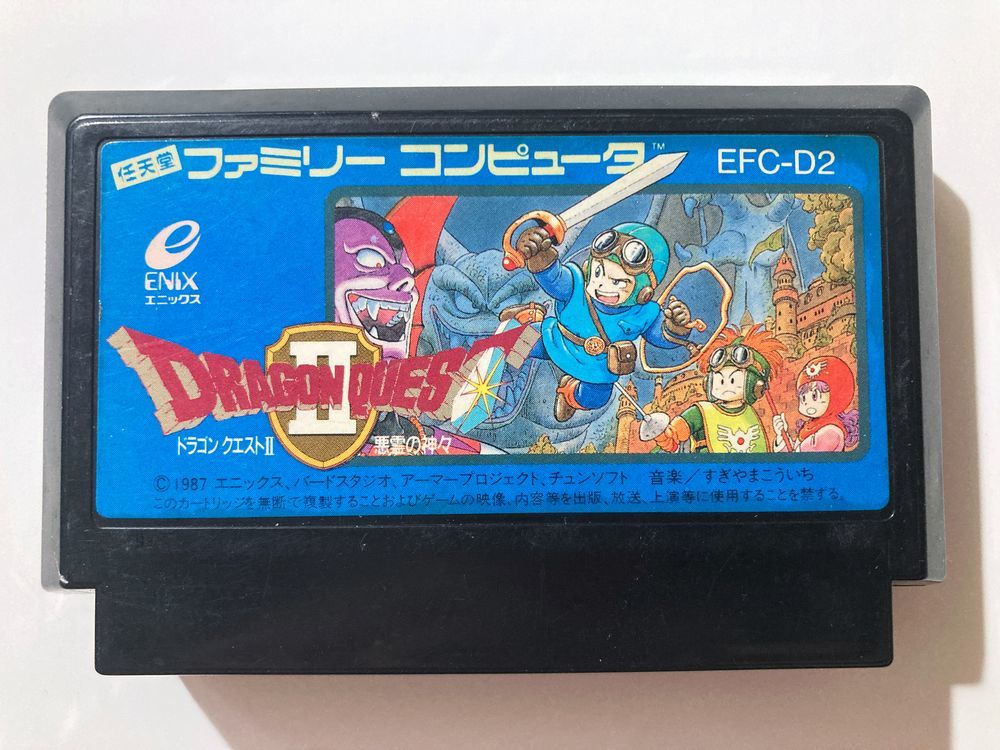 任天堂 ファミリー コンピュータ™ EFC-D2
ENIX
エニックス
DRAGON QUEST
II
ドラゴン クエストII 悪霊の神々
©1987 エニックス、バードスタジオ、アーマープロジェクト、チュンソフト 音楽/すぎやまこういち
このカートリッジを無断で複製することおよびゲームの映像、内容等を出版、放送、上演等に使用することを禁する。